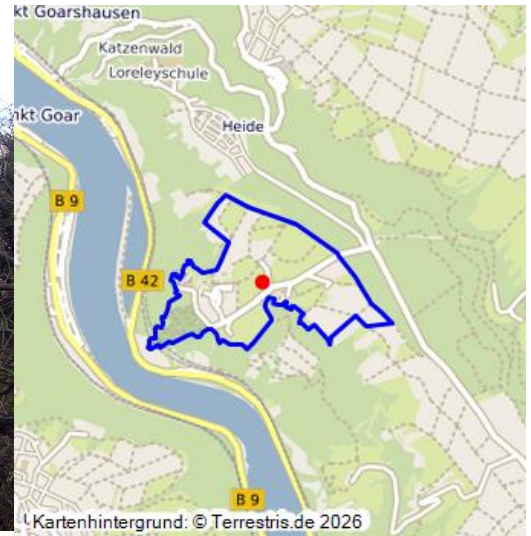 kt Goarshausen
Katzenwald
Loreleyschule
nkt Goar
Heide
B 9
B 42
B 9
Kartenhintergrund: © Terrestris.de 2026